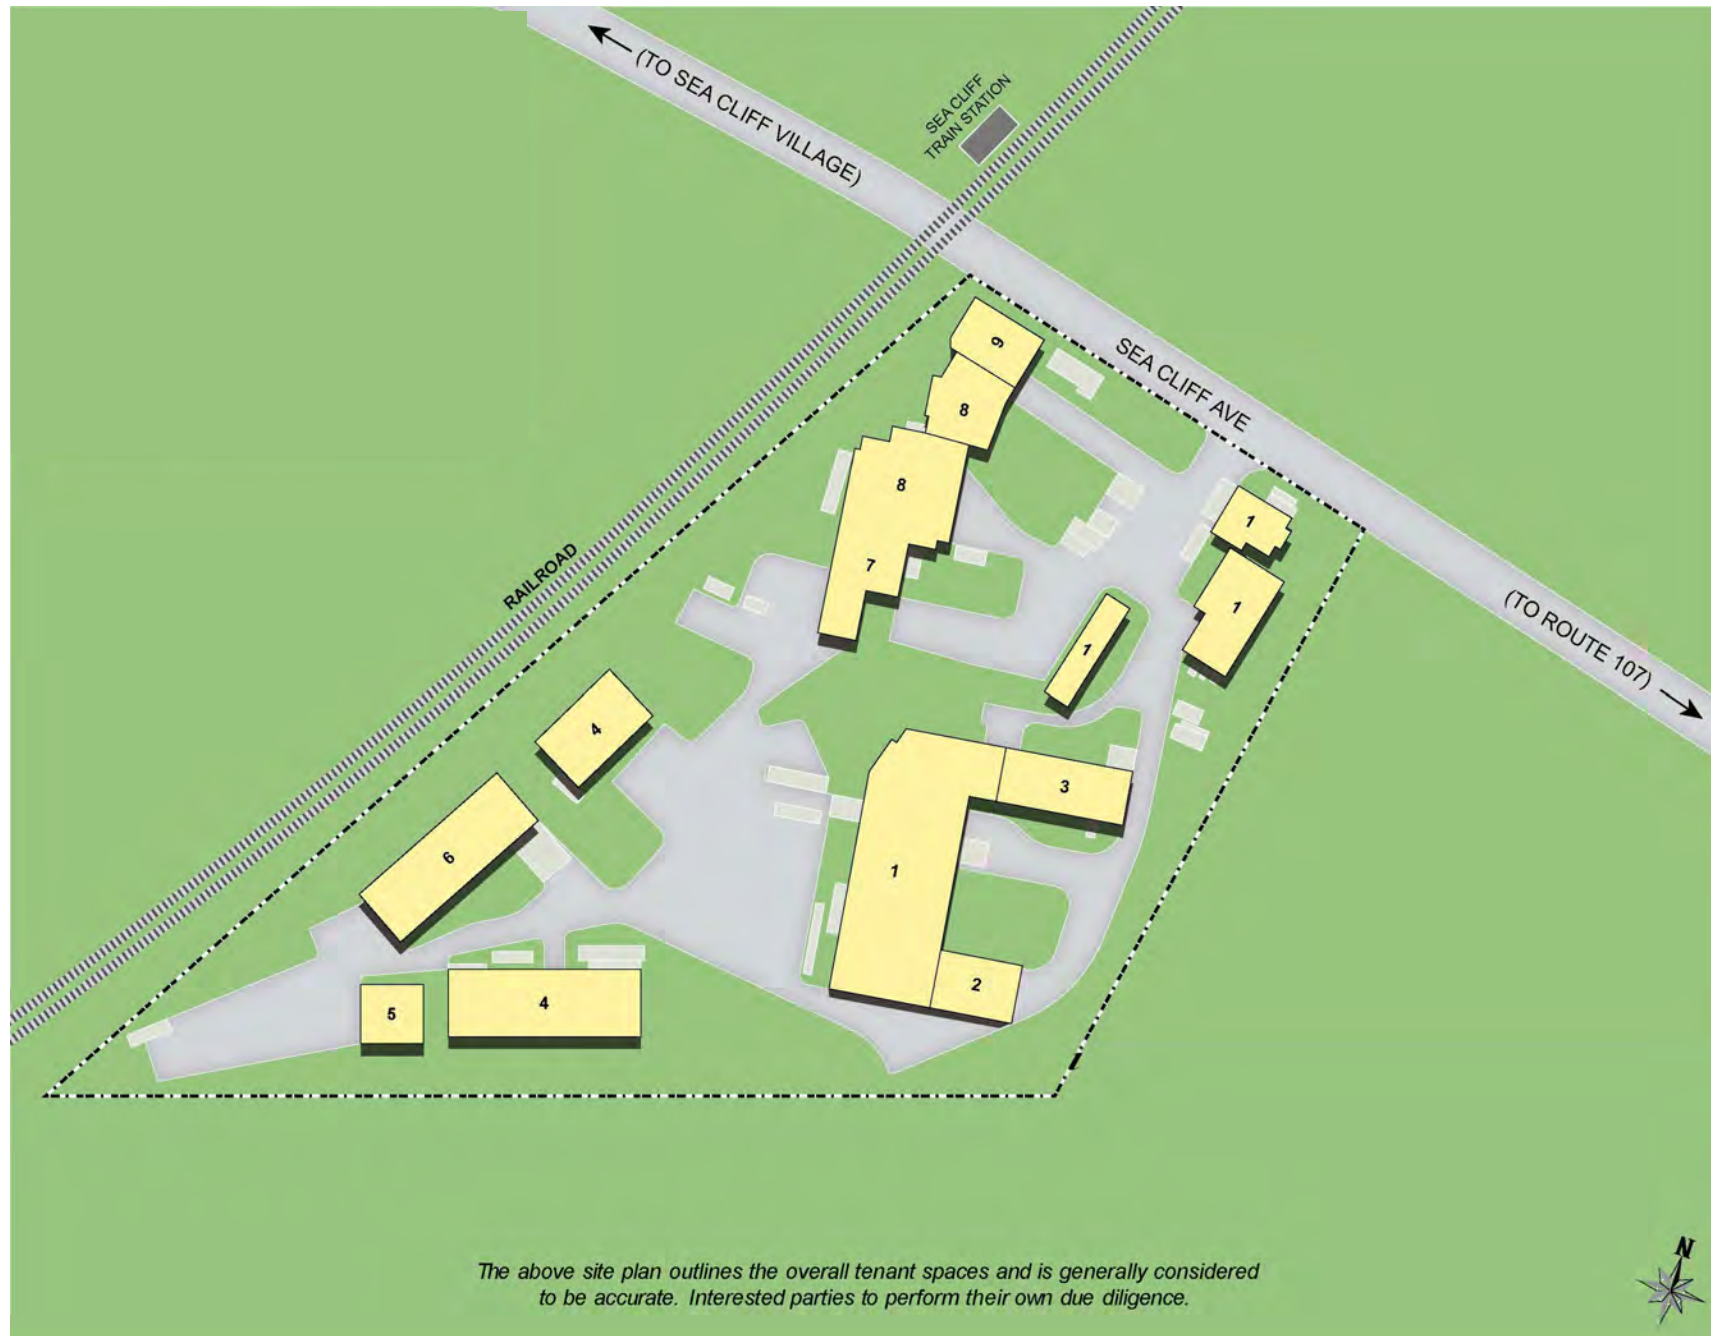 (TO SEA CLIFF VILLAGE)
SEA CLIFF
TRAIN STATION
SEA CLIFF AVE
(TO ROUTE 107)
RAILROAD
9
8
8
7
1
1
1
4
3
6
1
2
5
4
N
The above site plan outlines the overall tenant spaces and is generally considered
to be accurate. Interested parties to perform their own due diligence.